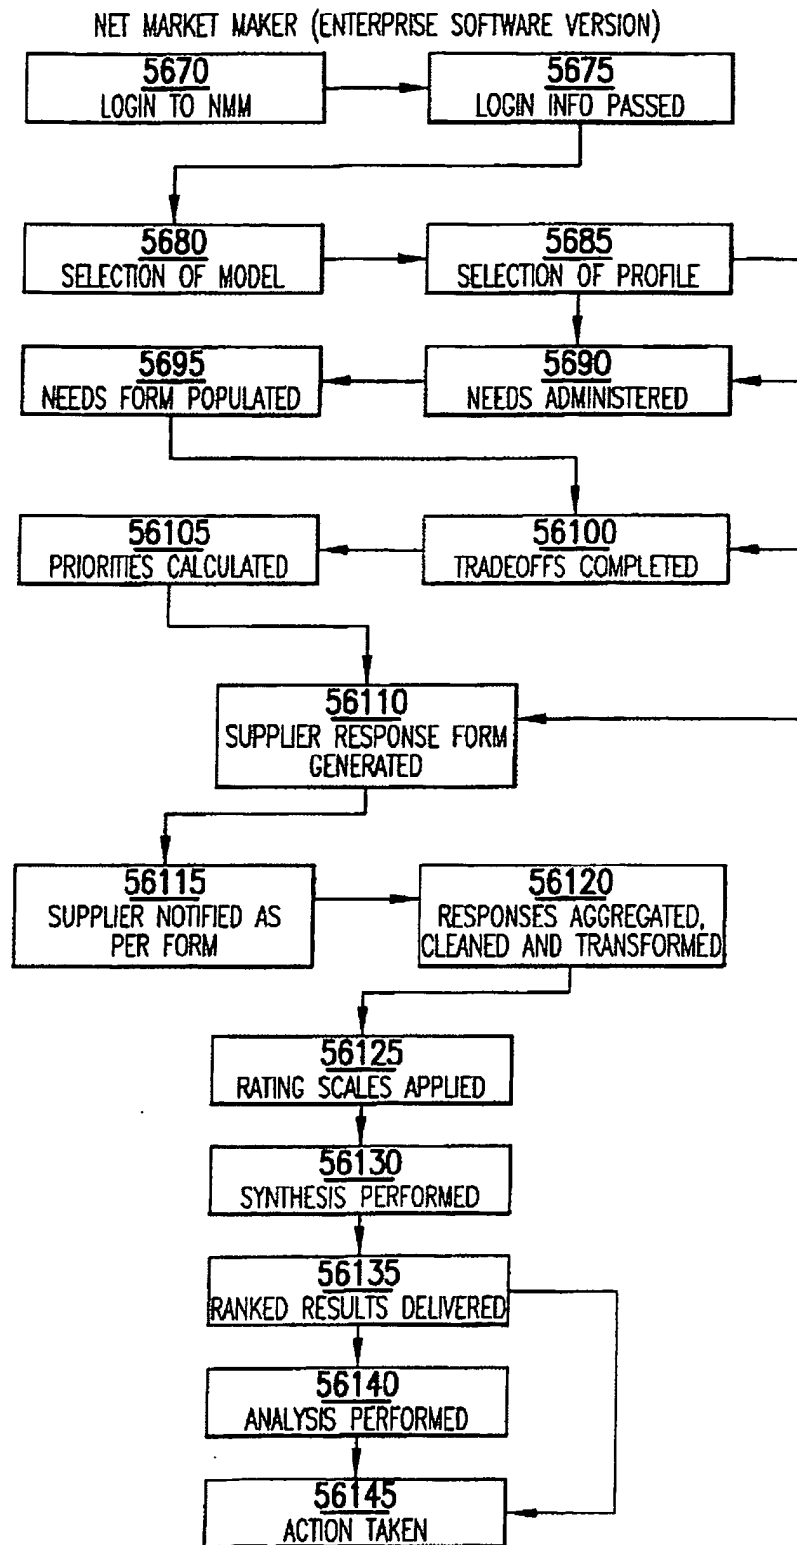 NET MARKET MAKER (ENTERPRISE SOFTWARE VERSION)
5670
LOGIN TO NMM
5675
LOGIN INFO PASSED
5680
SELECTION OF MODEL
5685
SELECTION OF PROFILE
5695
NEEDS FORM POPULATED
5690
NEEDS ADMINISTERED
56105
PRIORITIES CALCULATED
56100
TRADEOFFS COMPLETED
56110
SUPPLIER RESPONSE FORM
GENERATED
56115
SUPPLIER NOTIFIED AS
PER FORM
56120
RESPONSES AGGREGATED,
CLEANED AND TRANSFORMED
56125
RATING SCALES APPLIED
56130
SYNTHESIS PERFORMED
56135
RANKED RESULTS DELIVERED
56140
ANALYSIS PERFORMED
56145
ACTION TAKEN